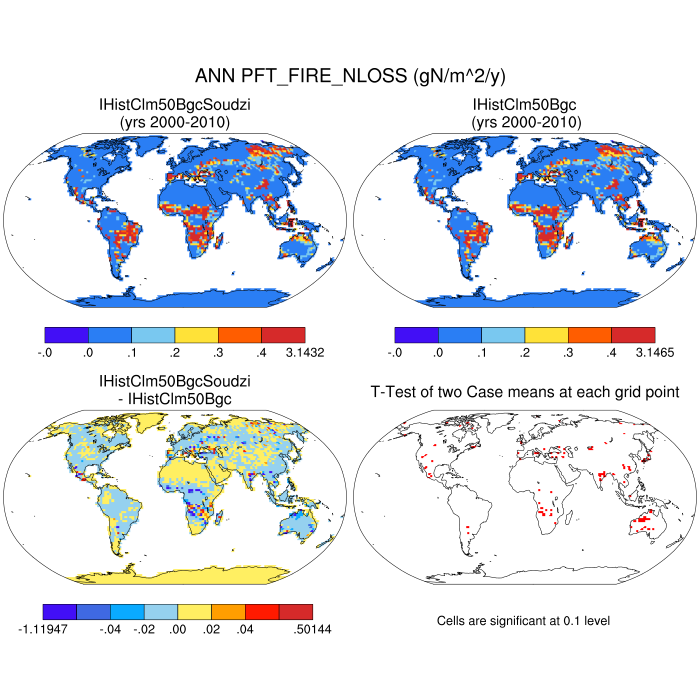 ANN PFT_FIRE_NLOSS (gN/m^2/y)
IHistClm50BgcSoudzi
(yrs 2000-2010)
IHistClm50Bgc
(yrs 2000-2010)
-.0 .0 .1 .2 .3 .4 3.1432
-.0 .0 .1 .2 .3 .4 3.1465
IHistClm50BgcSoudzi
- IHistClm50Bgc
T-Test of two Case means at each grid point
-1.11947 -.04 -.02 .00 .02 .04 .50144
Cells are significant at 0.1 level